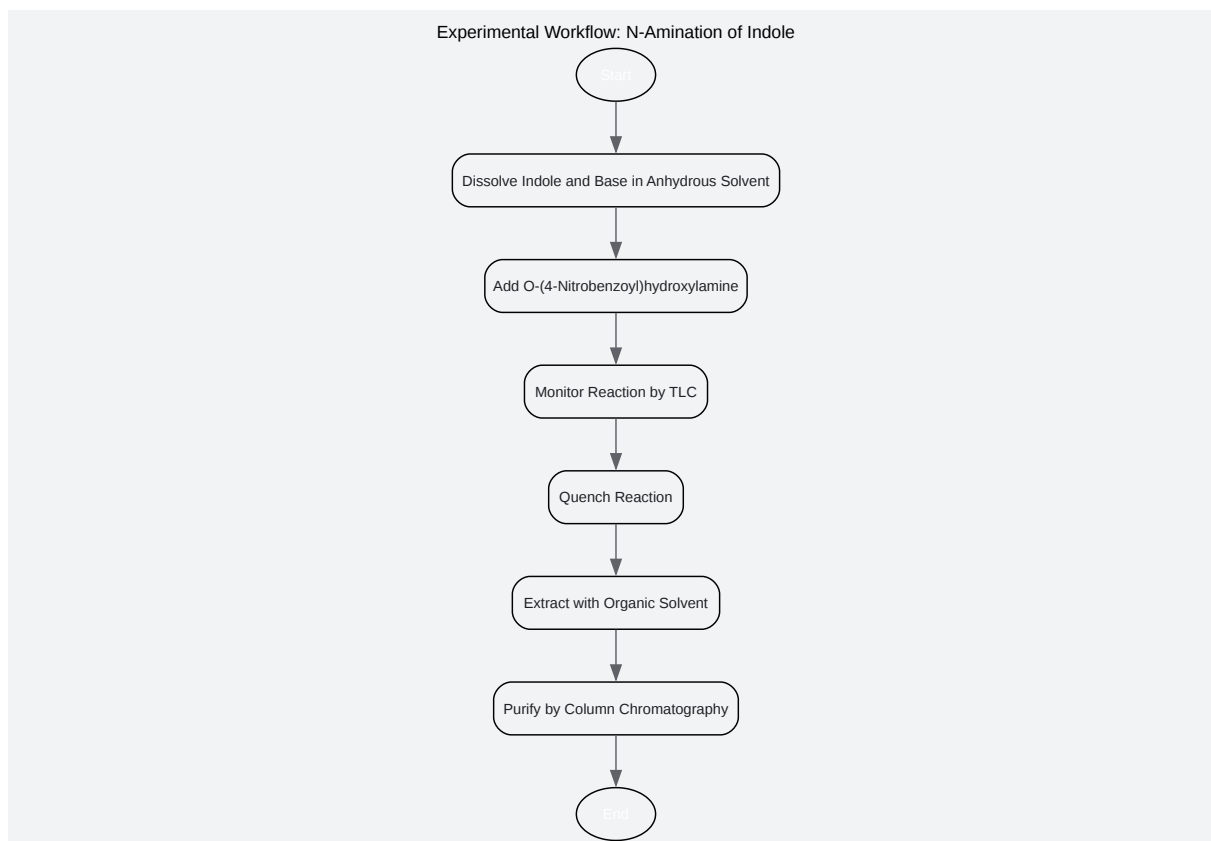 Experimental Workflow: N-Amination of Indole
Start
Dissolve Indole and Base in Anhydrous Solvent
Add O-(4-Nitrobenzoyl)hydroxylamine
Monitor Reaction by TLC
Quench Reaction
Extract with Organic Solvent
Purify by Column Chromatography
End